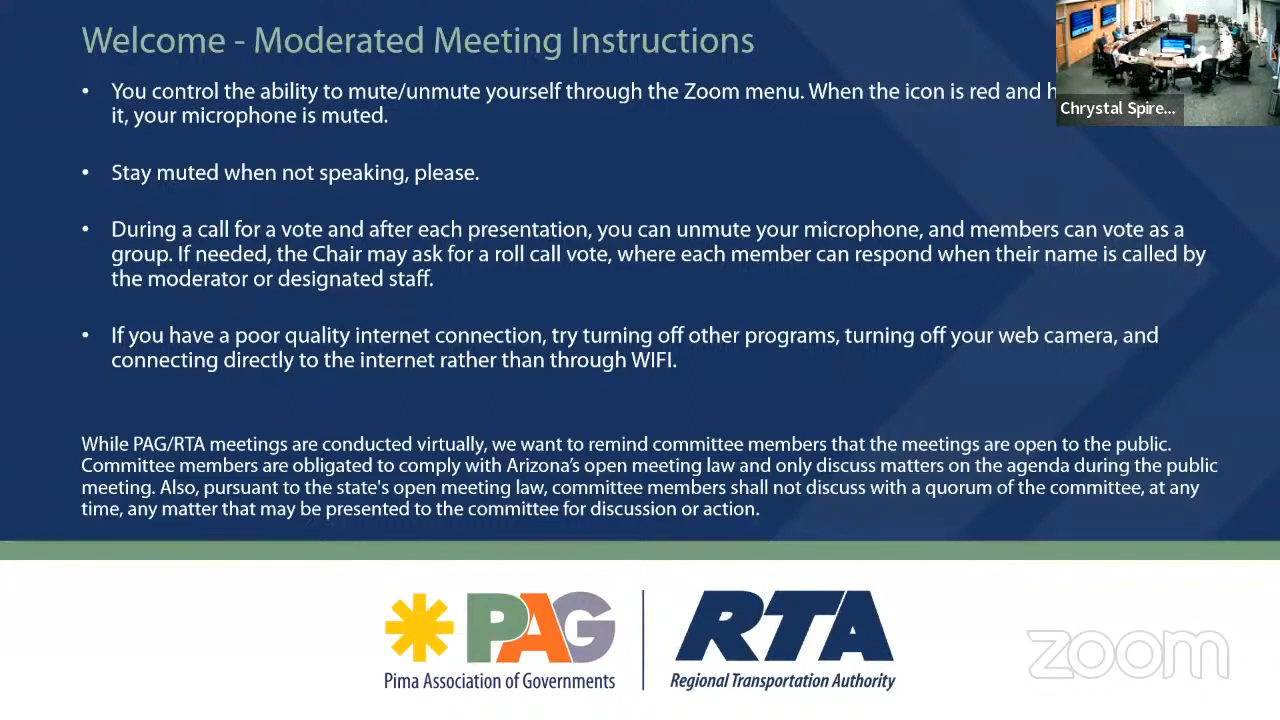 Welcome - Moderated Meeting Instructions
• You control the ability to mute/unmute yourself through the Zoom menu. When the icon is red and
it, your microphone is muted.
• Stay muted when not speaking, please.
• During a call for a vote and after each presentation, you can unmute your microphone, and members can vote as a
group. If needed, the Chair may ask for a roll call vote, where each member can respond when their name is called by
the moderator or designated staff.
• If you have a poor quality internet connection, try turning off other programs, turning off your web camera, and
connecting directly to the internet rather than through WIFI.
While PAG/RTA meetings are conducted virtually, we want to remind committee members that the meetings are open to the public.
Committee members are obligated to comply with Arizona's open meeting law and only discuss matters on the agenda during the public
meeting. Also, pursuant to the state's open meeting law, committee members shall not discuss with a quorum of the committee, at any
time, any matter that may be presented to the committee for discussion or action.
Chrystal Spire...
PAG
Pima Association of Governments
RTA
Regional Transportation Authority
zoom